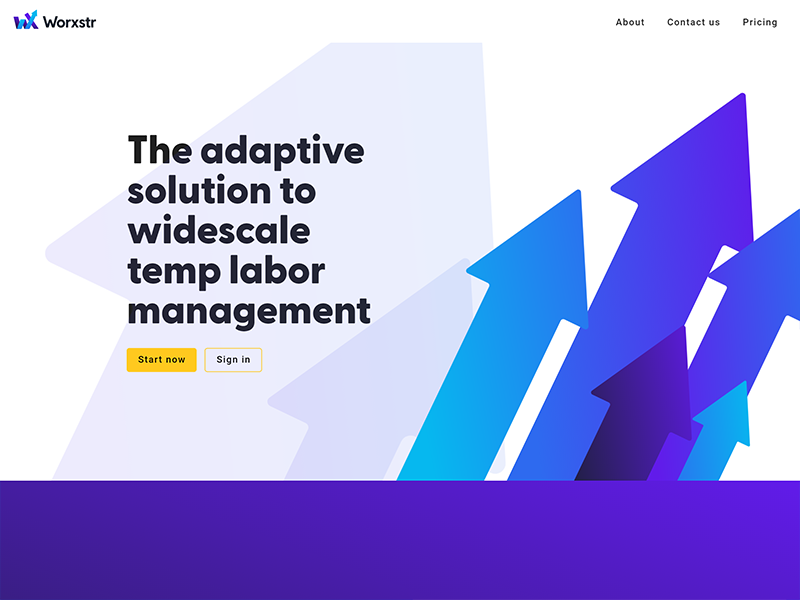 Worxstr
About Contact us Pricing
The adaptive
solution to
widescale
temp labor
management
Start now Sign in